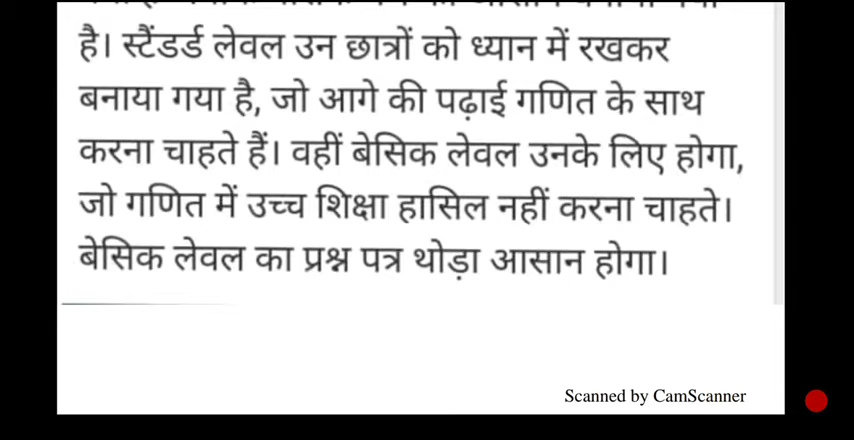 है। स्टैंडर्ड लेवल उन छात्रों को ध्यान में रखकर
बनाया गया है, जो आगे की पढ़ाई गणित के साथ
करना चाहते हैं। वहीं बेसिक लेवल उनके लिए होगा,
जो गणित में उच्च शिक्षा हासिल नहीं करना चाहते।
बेसिक लेवल का प्रश्न पत्र थोड़ा आसान होगा।
Scanned by CamScanner